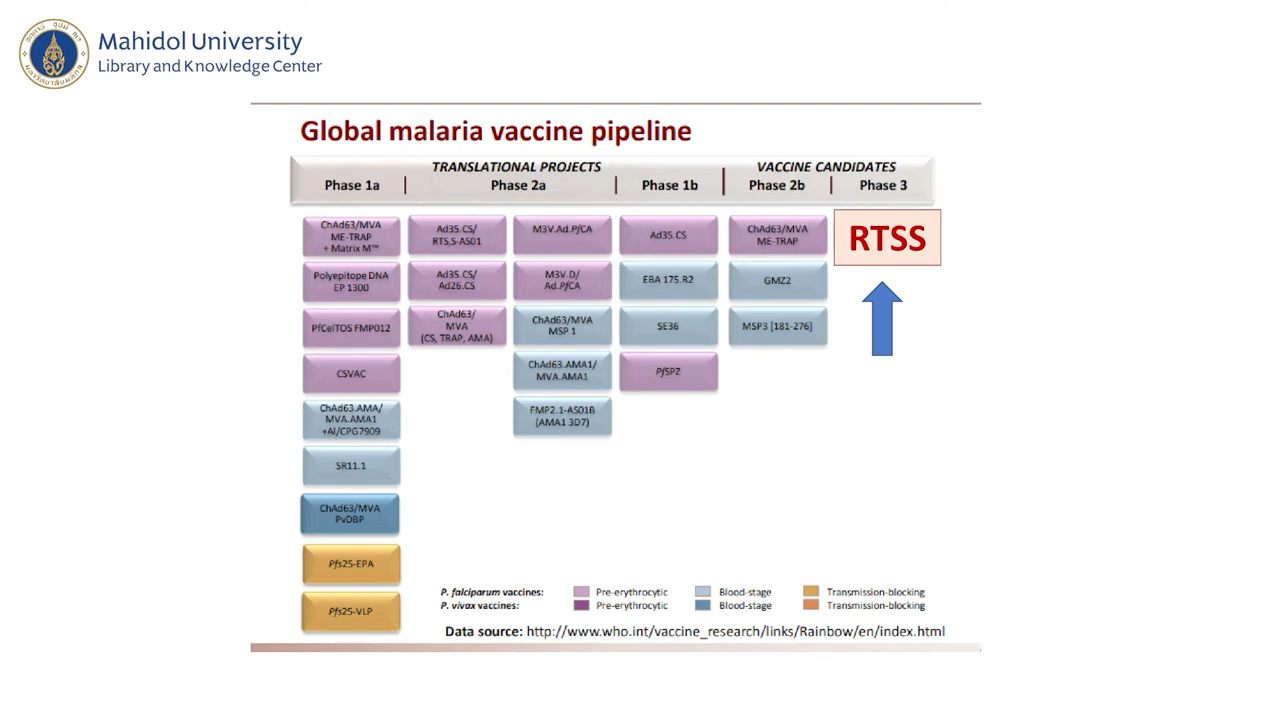 Mahidol University
Library and Knowledge Center
Global malaria vaccine pipeline
TRANSLATIONAL PROJECTS
VACCINE CANDIDATES
Phase 1a
Phase 2a
Phase 1b
Phase 2b
Phase 3
ChAd63/MVA
ME-TRAP
+ Matrix M™
Polyepitope DNA
EP 1300
PfCelTOS FMP012
CSVAC
ChAd63.AMA/
MVA.AMA1
+Al/CPG7909
SR11.1
ChAd63/MVA
PvDBP
Pfs25-EPA
Pfs25-VLP
Ad35.CS/
RTS,S-AS01
Ad35.CS/
Ad26.CS
ChAd63/
MVA
(CS, TRAP, AMA)
M3V.Ad.PfCA
M3V.D/
Ad.PfCA
ChAd63/MVA
MSP 1
ChAd63.AMA1/
MVA.AMA1
FMP2.1-AS01B
(AMA1 3D7)
Ad35.CS
EBA 175.R2
SE36
PfSPZ
ChAd63/MVA
ME-TRAP
GMZ2
MSP3 [181-276]
RTSS
P. falciparum vaccines: Pre-erythrocytic Blood-stage Transmission-blocking
P. vivax vaccines: Pre-erythrocytic Blood-stage Transmission-blocking
Data source: http://www.who.int/vaccine_research/links/Rainbow/en/index.html